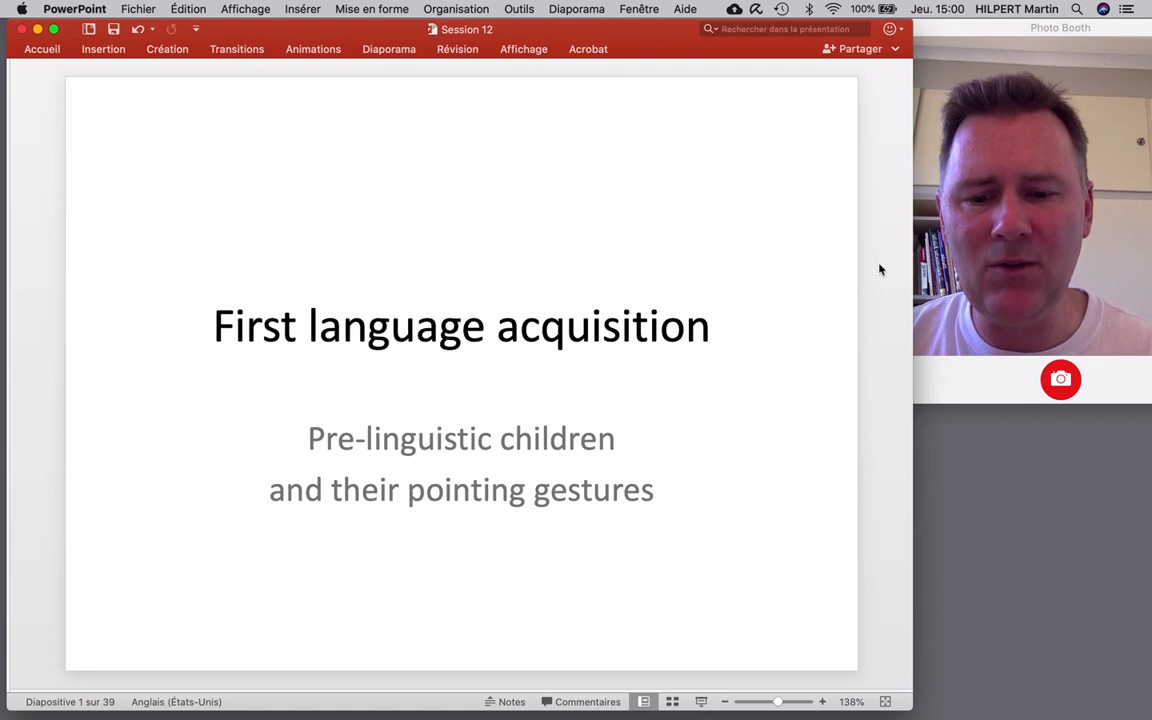 PowerPoint Fichier Édition Affichage Insérer Mise en forme Organisation Outils Diaporama Fenêtre Aide 100% Jeu. 15:00 HILPERT Martin
Session 12
Rechercher dans la présentation
Photo Booth
Accueil Insertion Création Transitions Animations Diaporama Révision Affichage Acrobat Partager
First language acquisition
Pre-linguistic children
and their pointing gestures
Diapositive 1 sur 39 Anglais (États-Unis) Notes Commentaires 138%